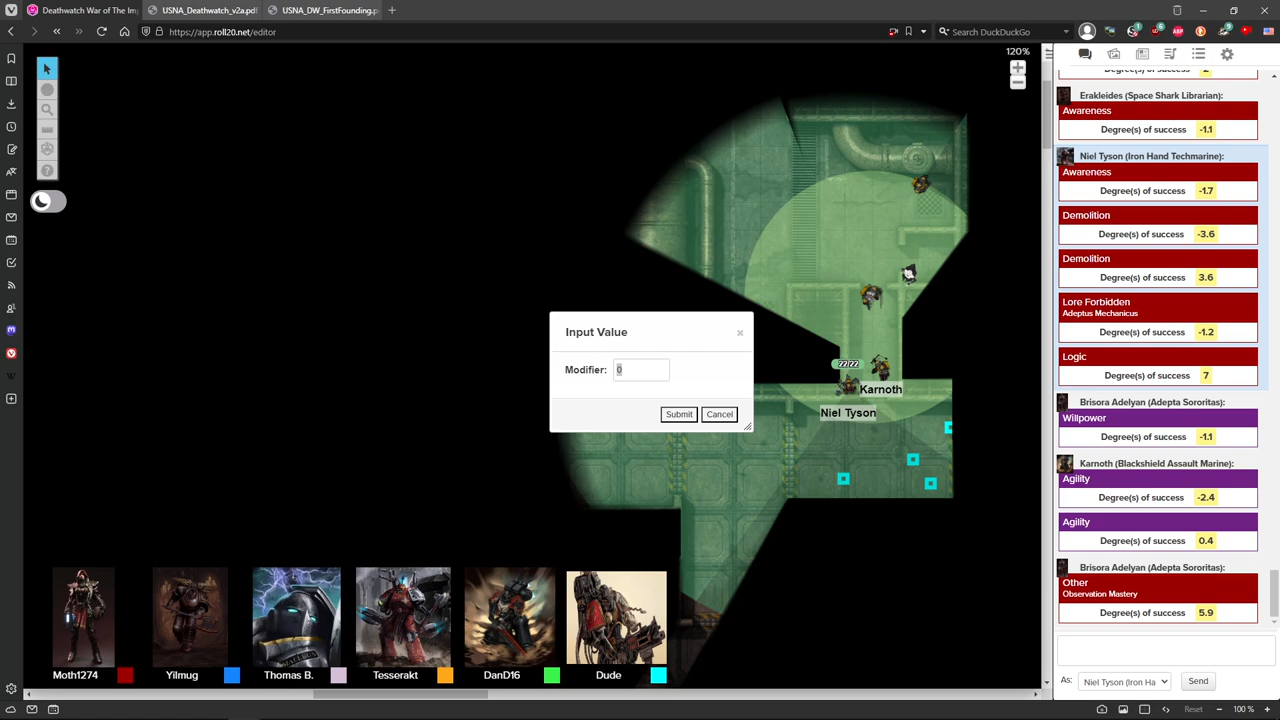 Deathwatch War of The Im
USNA_Deathwatch_v2a.pdf
USNA_DW_FirstFounding.p
https://app.roll20.net/editor
Search DuckDuckGo
120%
Degree(s) of success 2
Erakleides (Space Shark Librarian):
Awareness
Degree(s) of success -1.1
Niel Tyson (Iron Hand Techmarine):
Awareness
Degree(s) of success -1.7
Demolition
Degree(s) of success -3.6
Demolition
Degree(s) of success 3.6
Lore Forbidden
Adeptus Mechanicus
Degree(s) of success -1.2
Logic
Degree(s) of success 7
Brisora Adelyan (Adepta Sororitas):
Willpower
Degree(s) of success -1.1
Karnoth (Blackshield Assault Marine):
Agility
Degree(s) of success -2.4
Agility
Degree(s) of success 0.4
Brisora Adelyan (Adepta Sororitas):
Other
Observation Mastery
Degree(s) of success 5.9
As: Niel Tyson (Iron Ha
Send
Input Value
Modifier: 0
Submit Cancel
22/22
Karnoth
Niel Tyson
Moth1274
Yilmug
Thomas B.
Tesserakt
DanD16
Dude
Reset
100 %